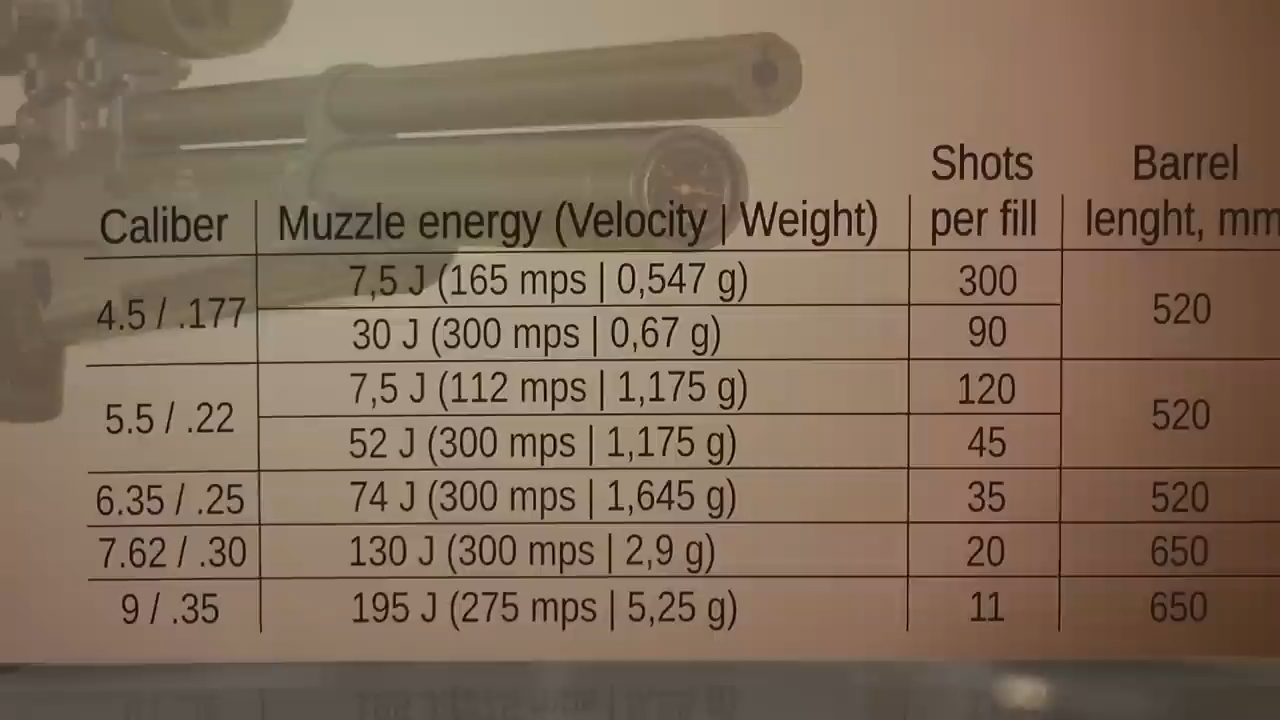 Caliber | Muzzle energy (Velocity | Weight) | Shots per fill | Barrel lenght, mm
4.5 / .177 | 7,5 J (165 mps | 0,547 g) | 300 | 520
30 J (300 mps | 0,67 g) | 90
5.5 / .22 | 7,5 J (112 mps | 1,175 g) | 120 | 520
52 J (300 mps | 1,175 g) | 45
6.35 / .25 | 74 J (300 mps | 1,645 g) | 35 | 520
7.62 / .30 | 130 J (300 mps | 2,9 g) | 20 | 650
9 / .35 | 195 J (275 mps | 5,25 g) | 11 | 650